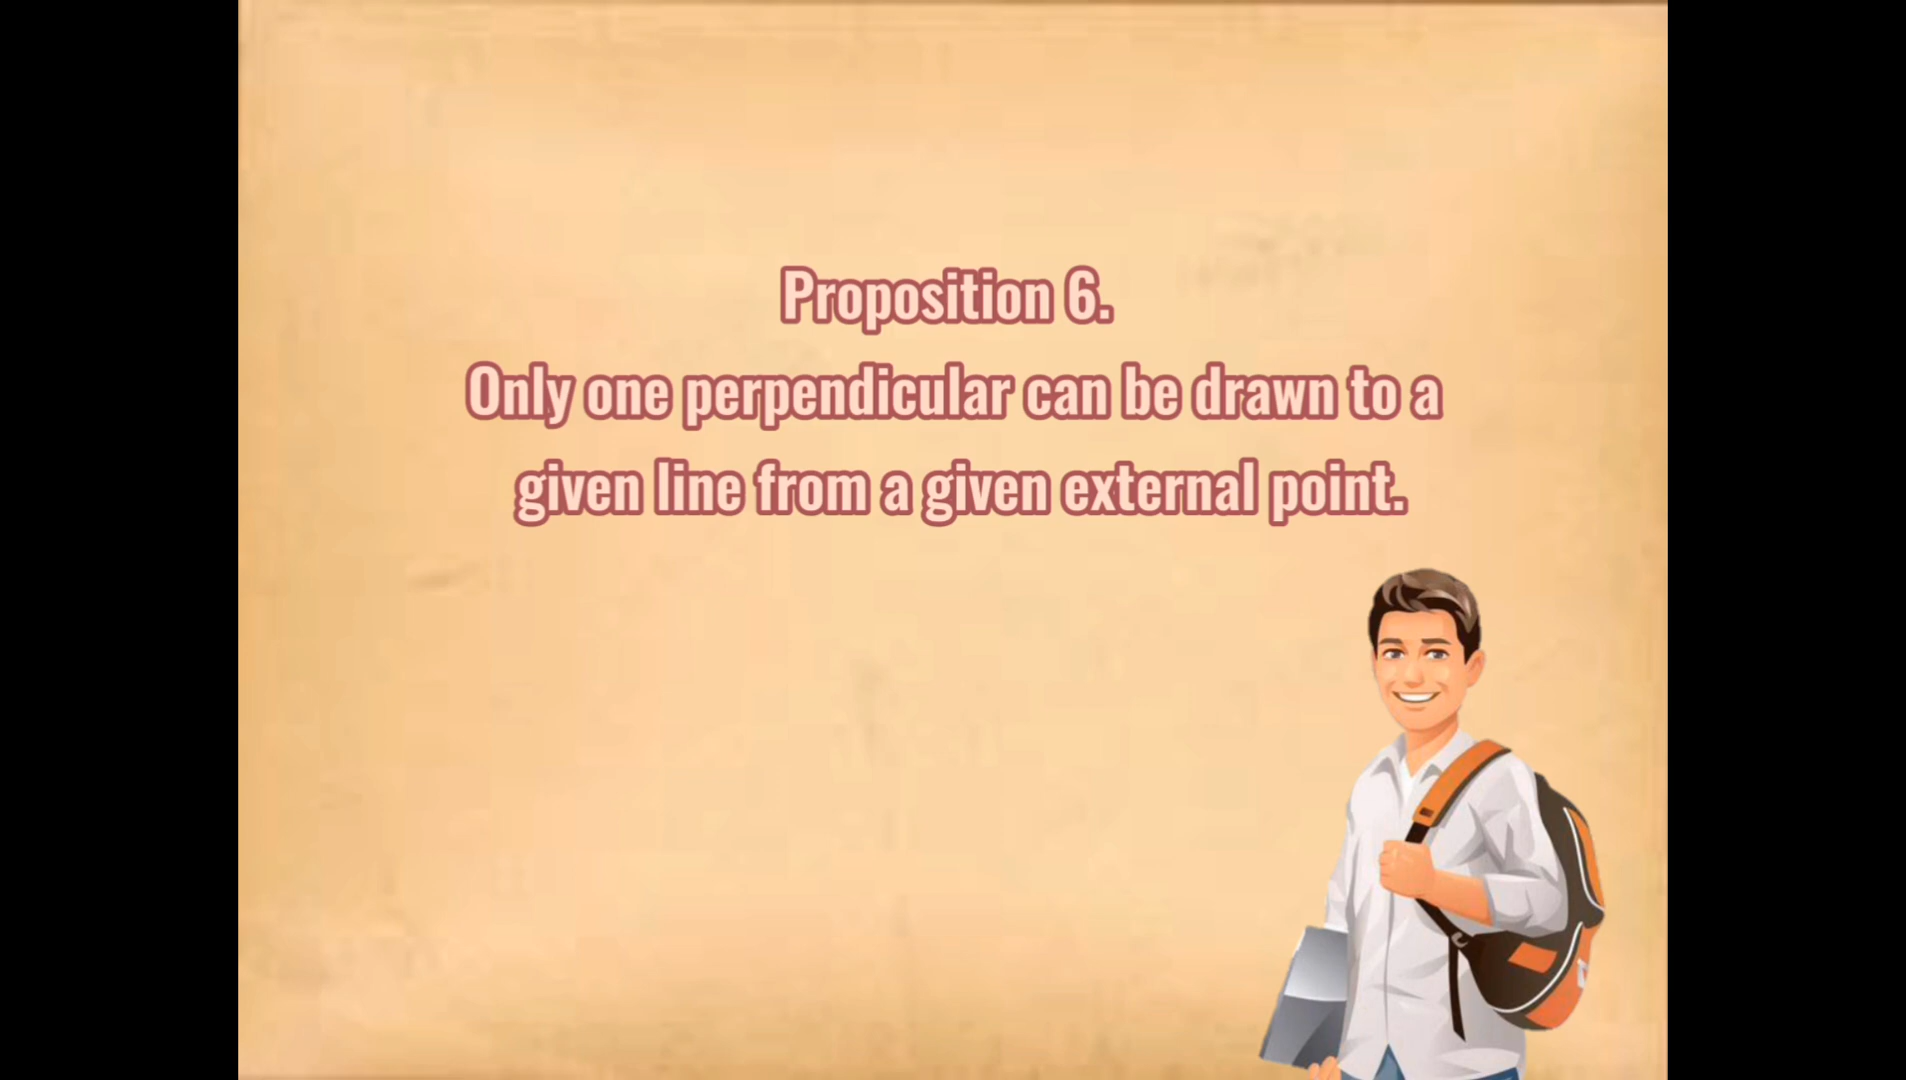 Proposition 6.
Only one perpendicular can be drawn to a
given line from a given external point.